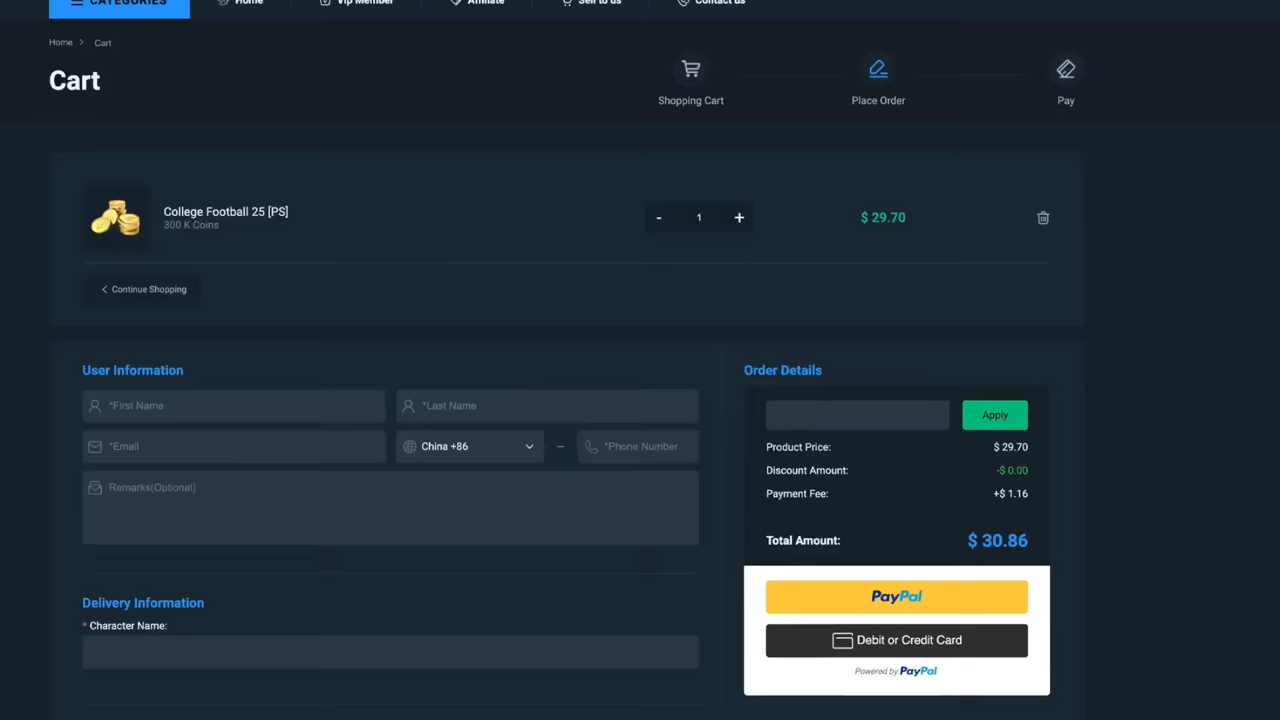 CATEGORIES
Home
Vip Member
Affiliate
Sell to us
Contact us
Home > Cart
Cart
Shopping Cart
Place Order
Pay
College Football 25 [PS]
300 K Coins
- 1 +
$ 29.70
< Continue Shopping
User Information
*First Name
*Last Name
*Email
China +86
–
*Phone Number
Remarks(Optional)
Delivery Information
* Character Name:
Order Details
Apply
Product Price: $ 29.70
Discount Amount: -$ 0.00
Payment Fee: +$ 1.16
Total Amount: $ 30.86
PayPal
Debit or Credit Card
Powered by PayPal